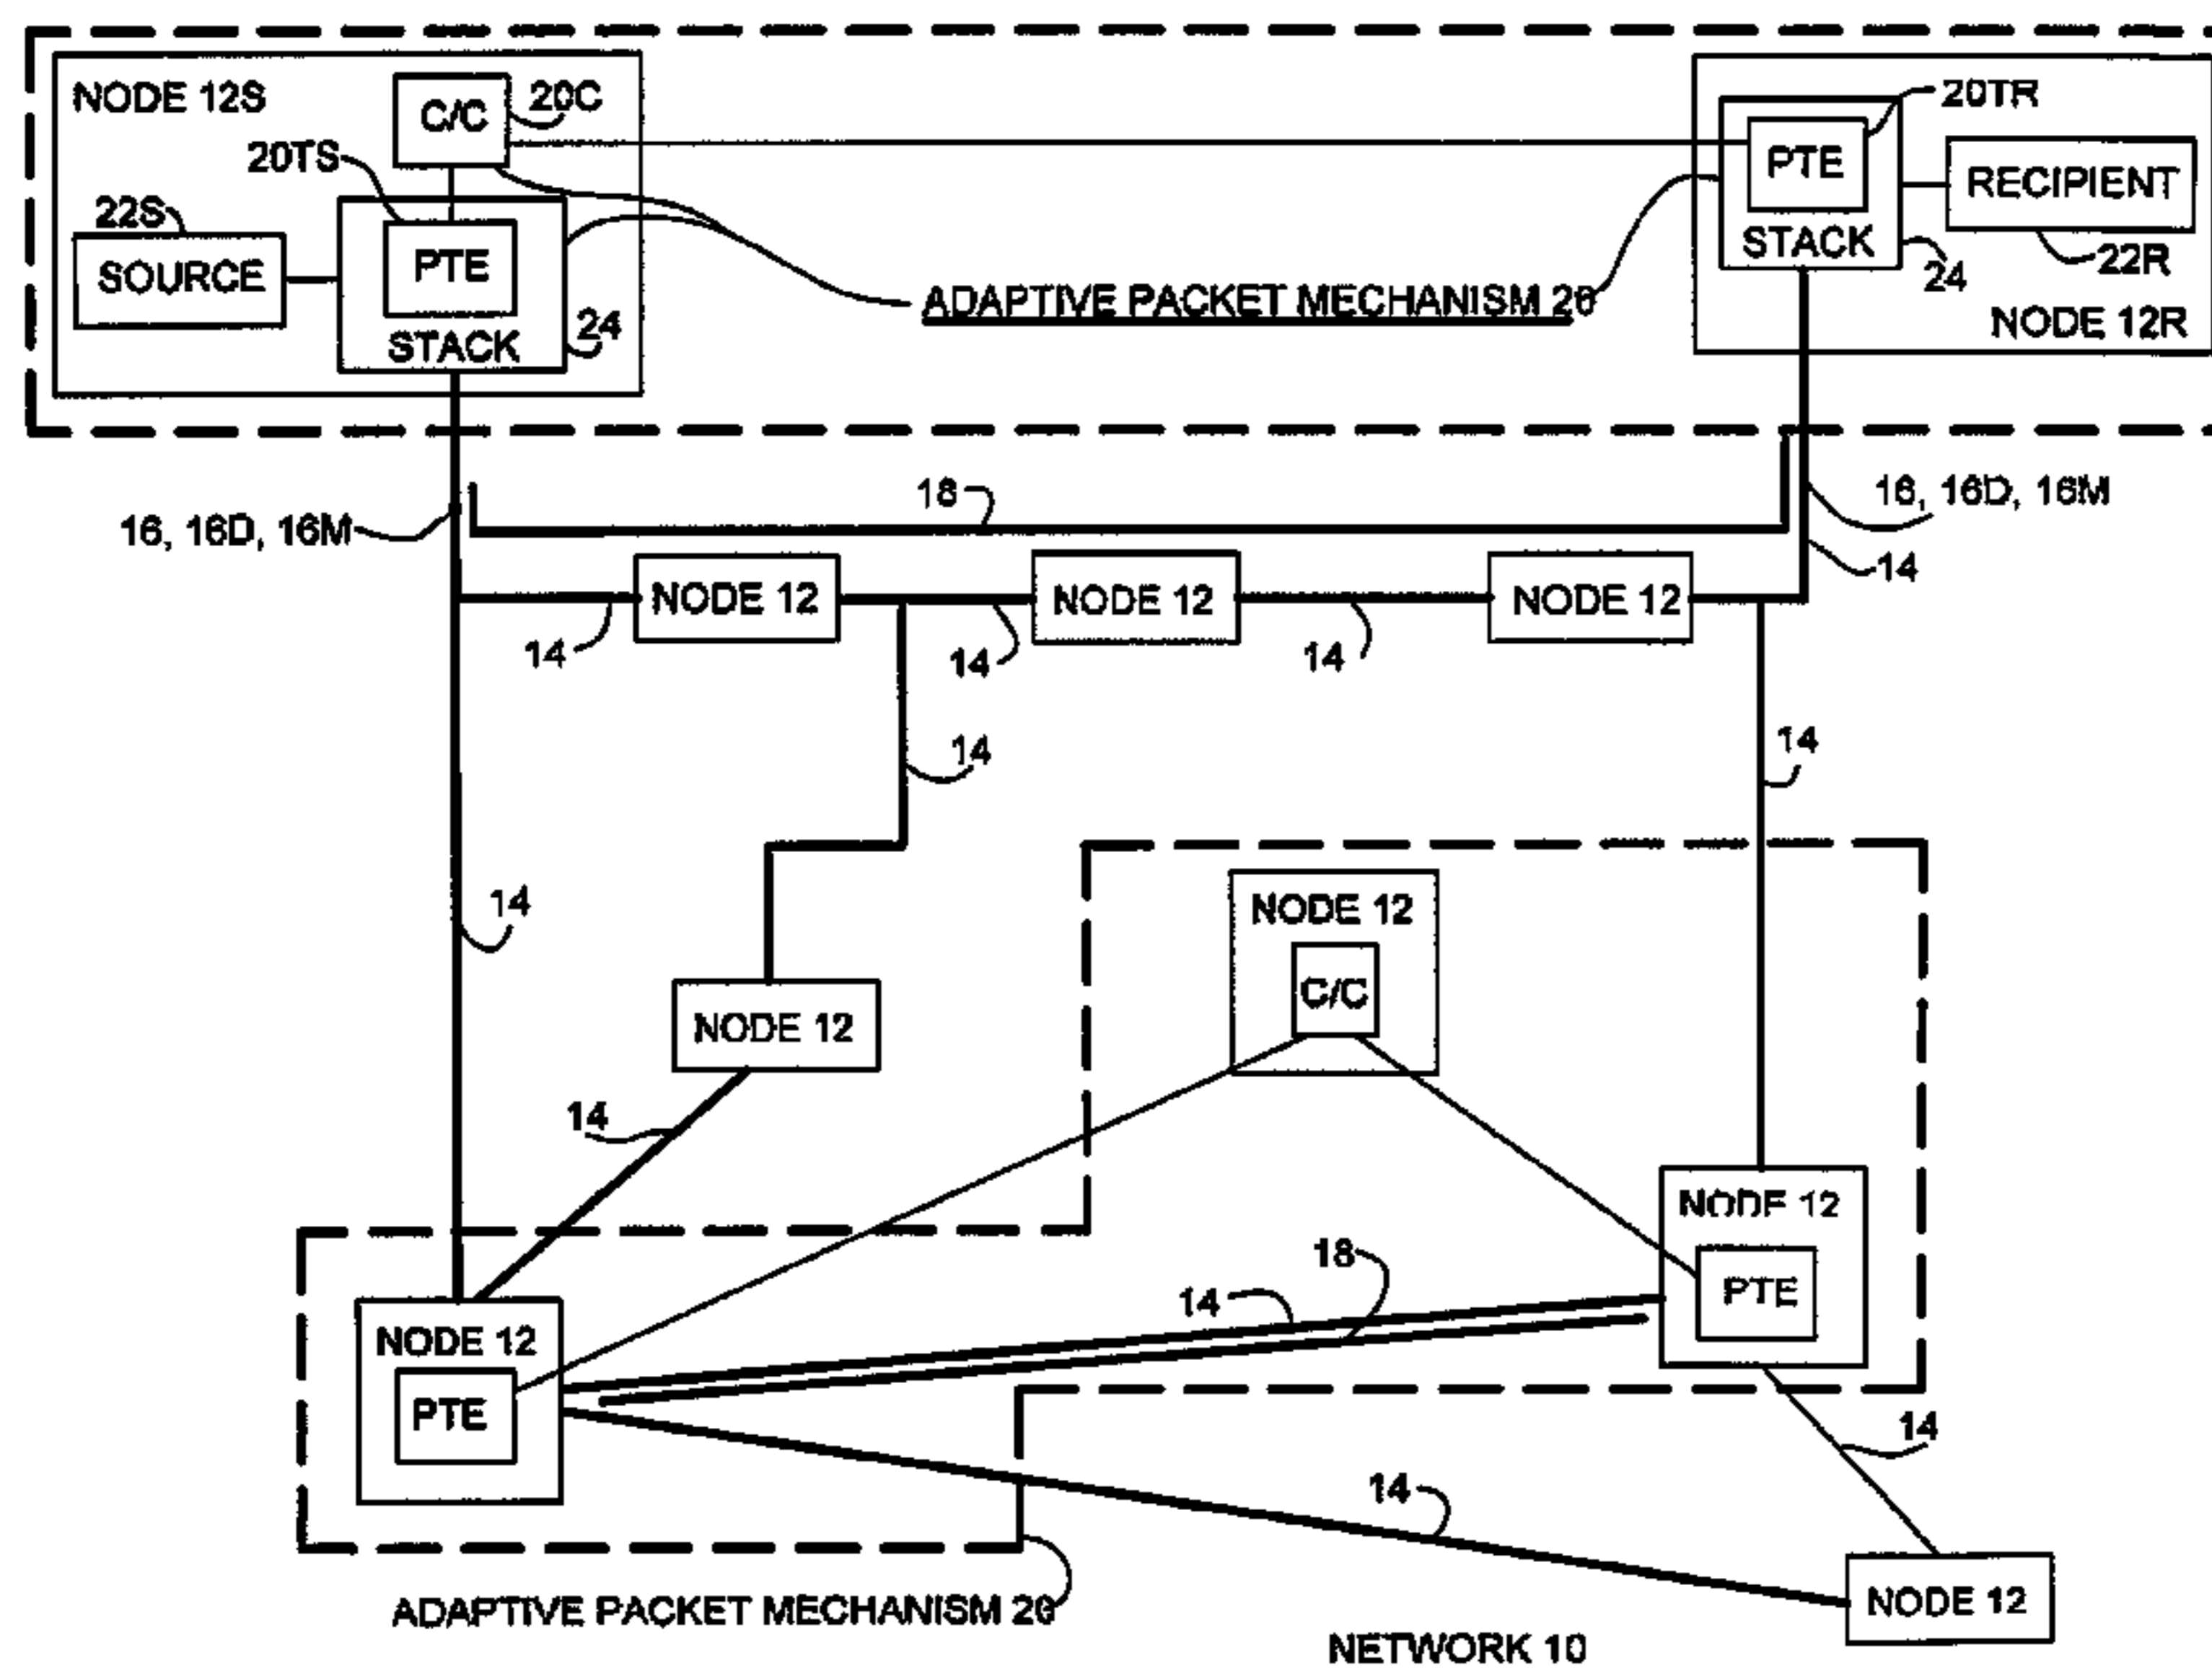 NODE 12S
C/C
20C
20TS
22S
SOURCE
PTE
STACK
24
ADAPTIVE PACKET MECHANISM 20
20TR
PTE
RECIPIENT
STACK
24
22R
NODE 12R
16, 16D, 16M
18
16, 16D, 16M
14
NODE 12
NODE 12
NODE 12
14
14
14
14
14
14
NODE 12
C/C
NODE 12
14
NODE 12
PTE
18
14
NODE 12
PTE
14
14
NODE 12
ADAPTIVE PACKET MECHANISM 20
NETWORK 10